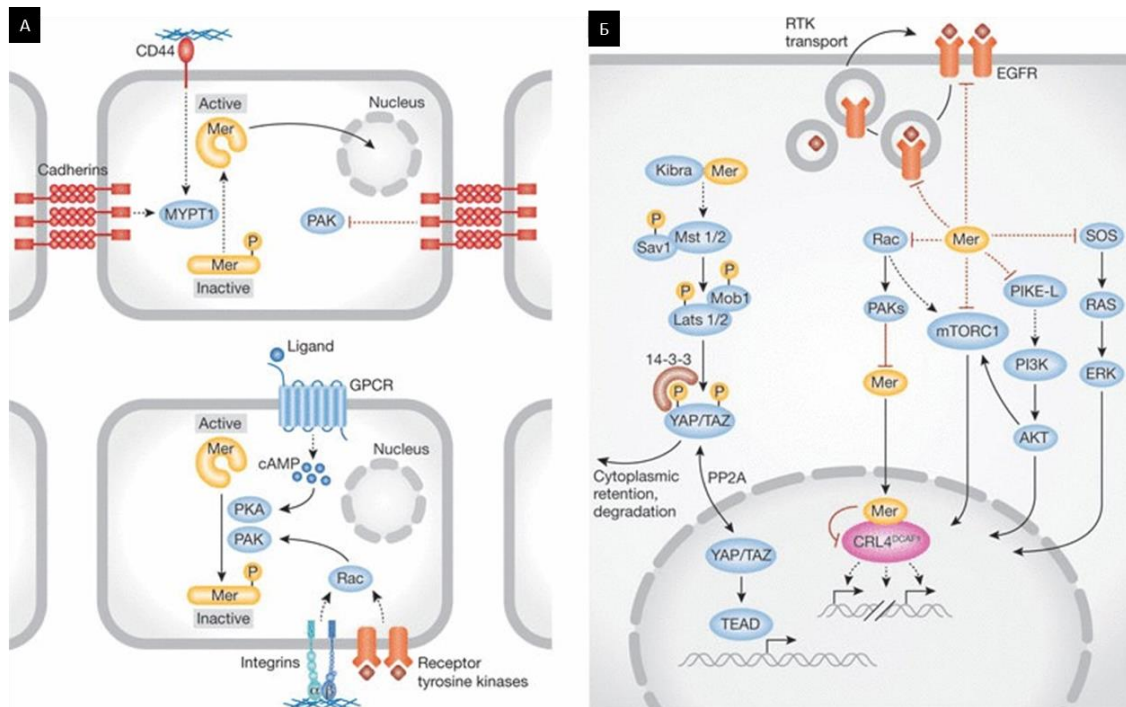 А
CD44
Active
Mer
Nucleus
Cadherins
MYPT1
PAK
P
Mer
Inactive
Ligand
GPCR
Active
Mer
Nucleus
cAMP
PKA
PAK
P
Mer
Inactive
Rac
Integrins
α
β
Receptor
tyrosine kinases
Б
RTK
transport
EGFR
Kibra
Mer
P
Sav1
Mst 1/2
P
P
Mob1
Lats 1/2
14-3-3
P
P
YAP/TAZ
Cytoplasmic
retention,
degradation
PP2A
YAP/TAZ
TEAD
Rac
Mer
SOS
PAKs
mTORC1
PIKE-L
RAS
Mer
PI3K
ERK
AKT
Mer
CRL4DCAF1